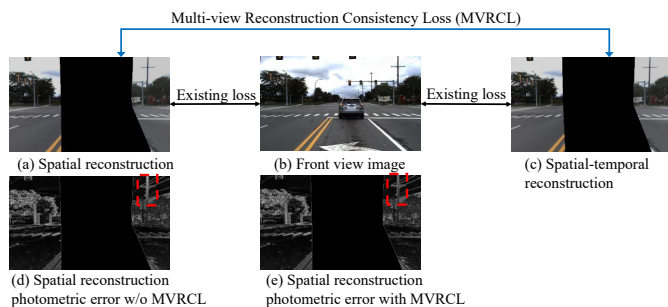 Multi-view Reconstruction Consistency Loss (MVRCL)
Existing loss
Existing loss
(a) Spatial reconstruction
(b) Front view image
(c) Spatial-temporal
reconstruction
(d) Spatial reconstruction
photometric error w/o MVRCL
(e) Spatial reconstruction
photometric error with MVRCL